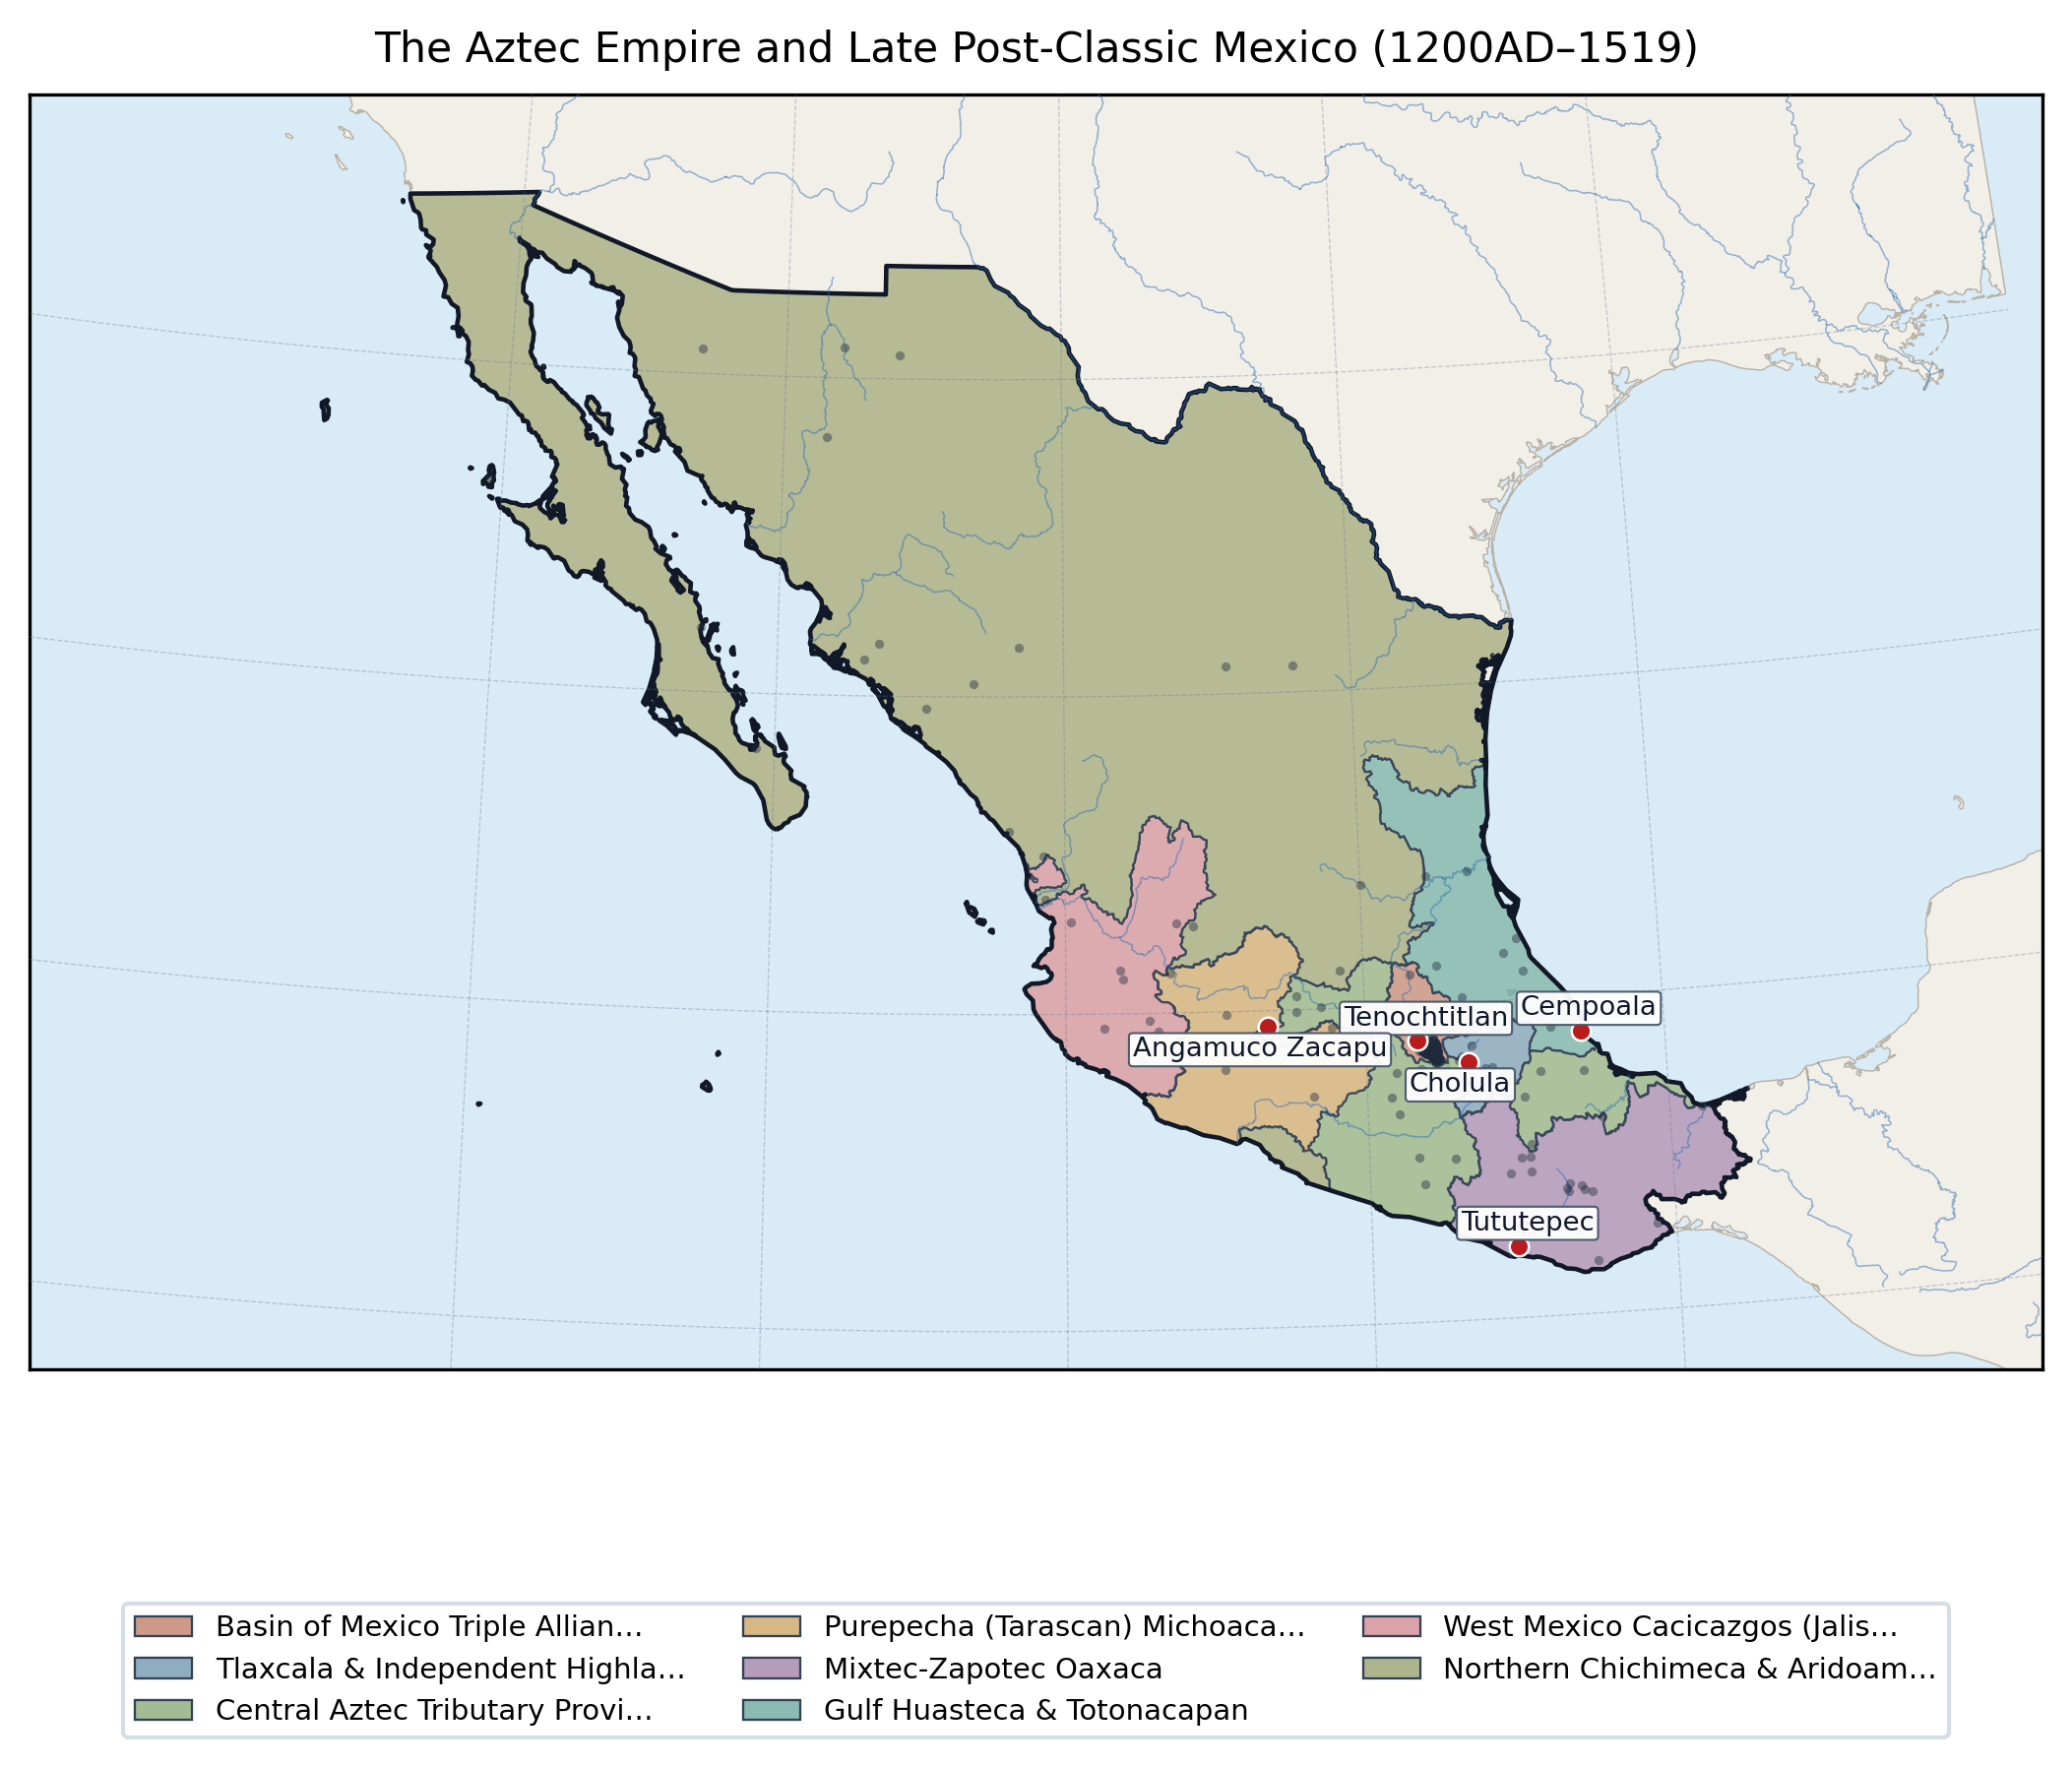 The Aztec Empire and Late Post-Classic Mexico (1200AD–1519)
Tenochtitlan
Cempoala
Angamuco Zacapu
Cholula
Tututepec
Basin of Mexico Triple Allian...
Tlaxcala & Independent Highla...
Central Aztec Tributary Provi...
Purepecha (Tarascan) Michoaca...
Mixtec-Zapotec Oaxaca
Gulf Huasteca & Totonacapan
West Mexico Cacicazgos (Jalis...
Northern Chichimeca & Aridoam...